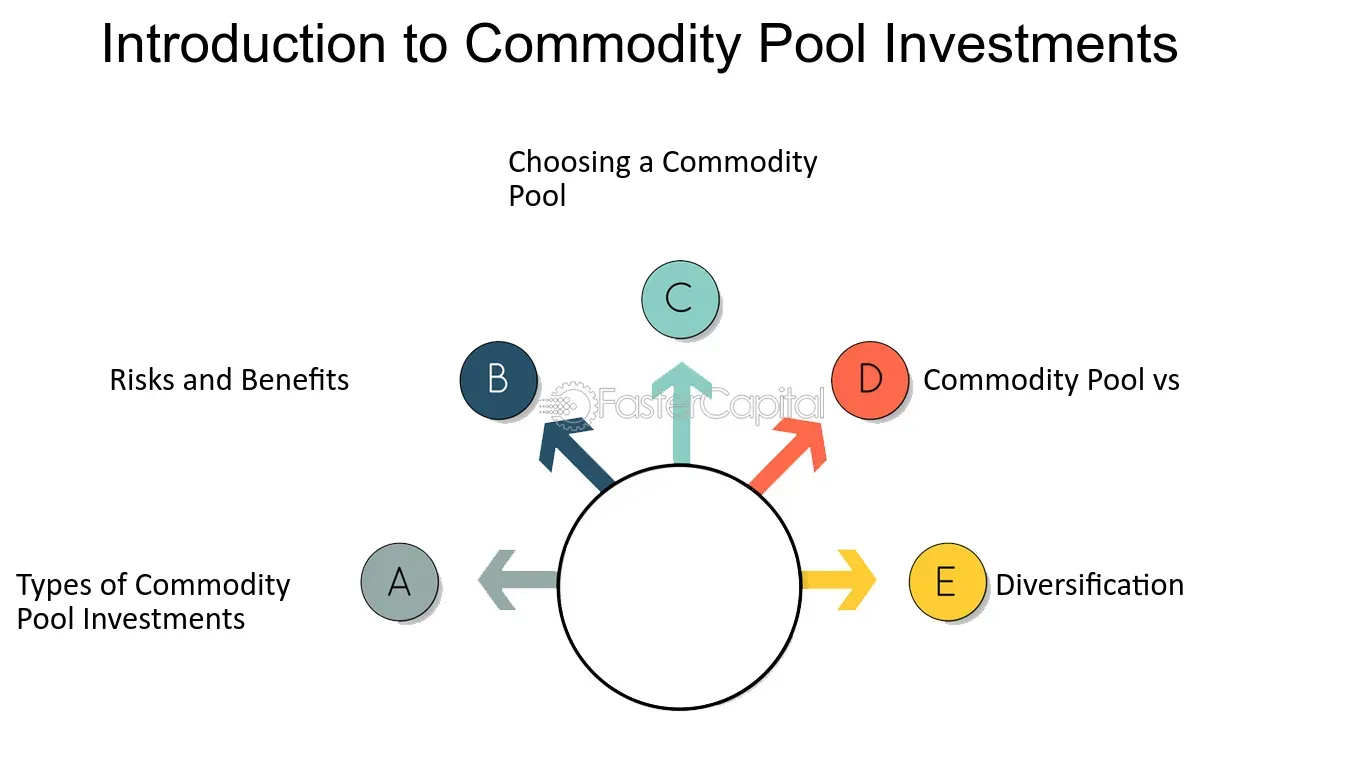 Introduction to Commodity Pool Investments
Choosing a Commodity
Pool
C
Risks and Benefits
B
D
Commodity Pool vs
FasterCapital
Types of Commodity
Pool Investments
A
E
Diversification